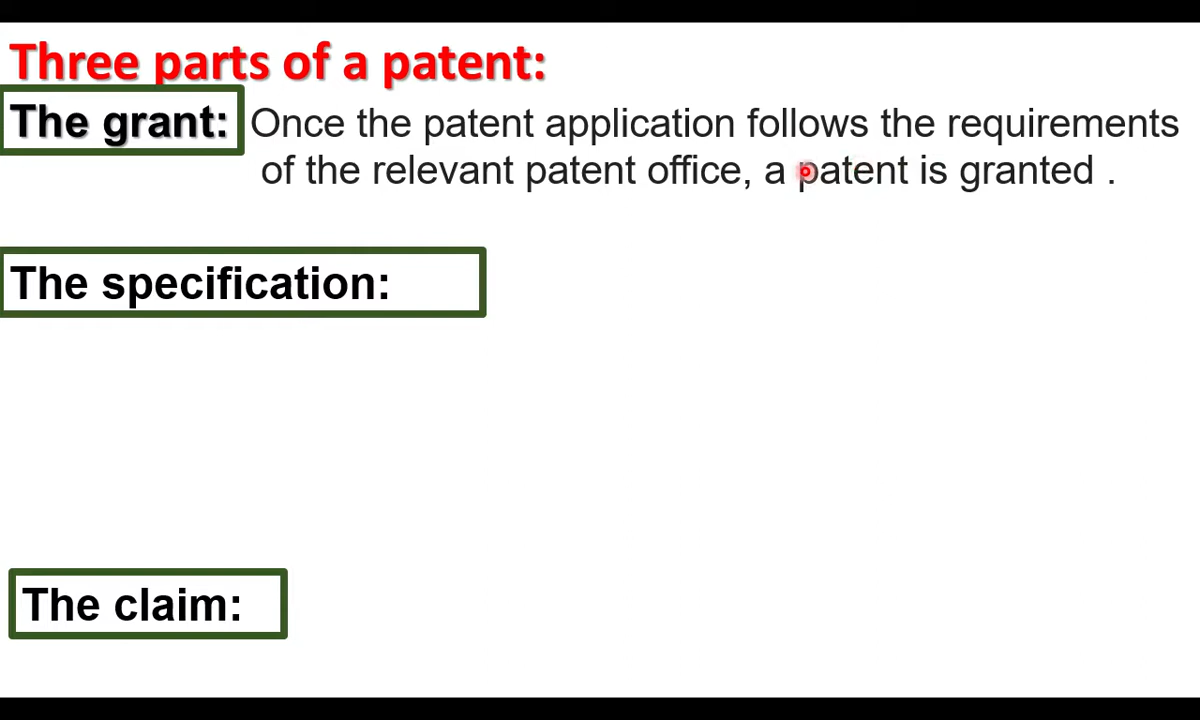 Three parts of a patent:
The grant: Once the patent application follows the requirements
of the relevant patent office, a patent is granted .
The specification:
The claim: